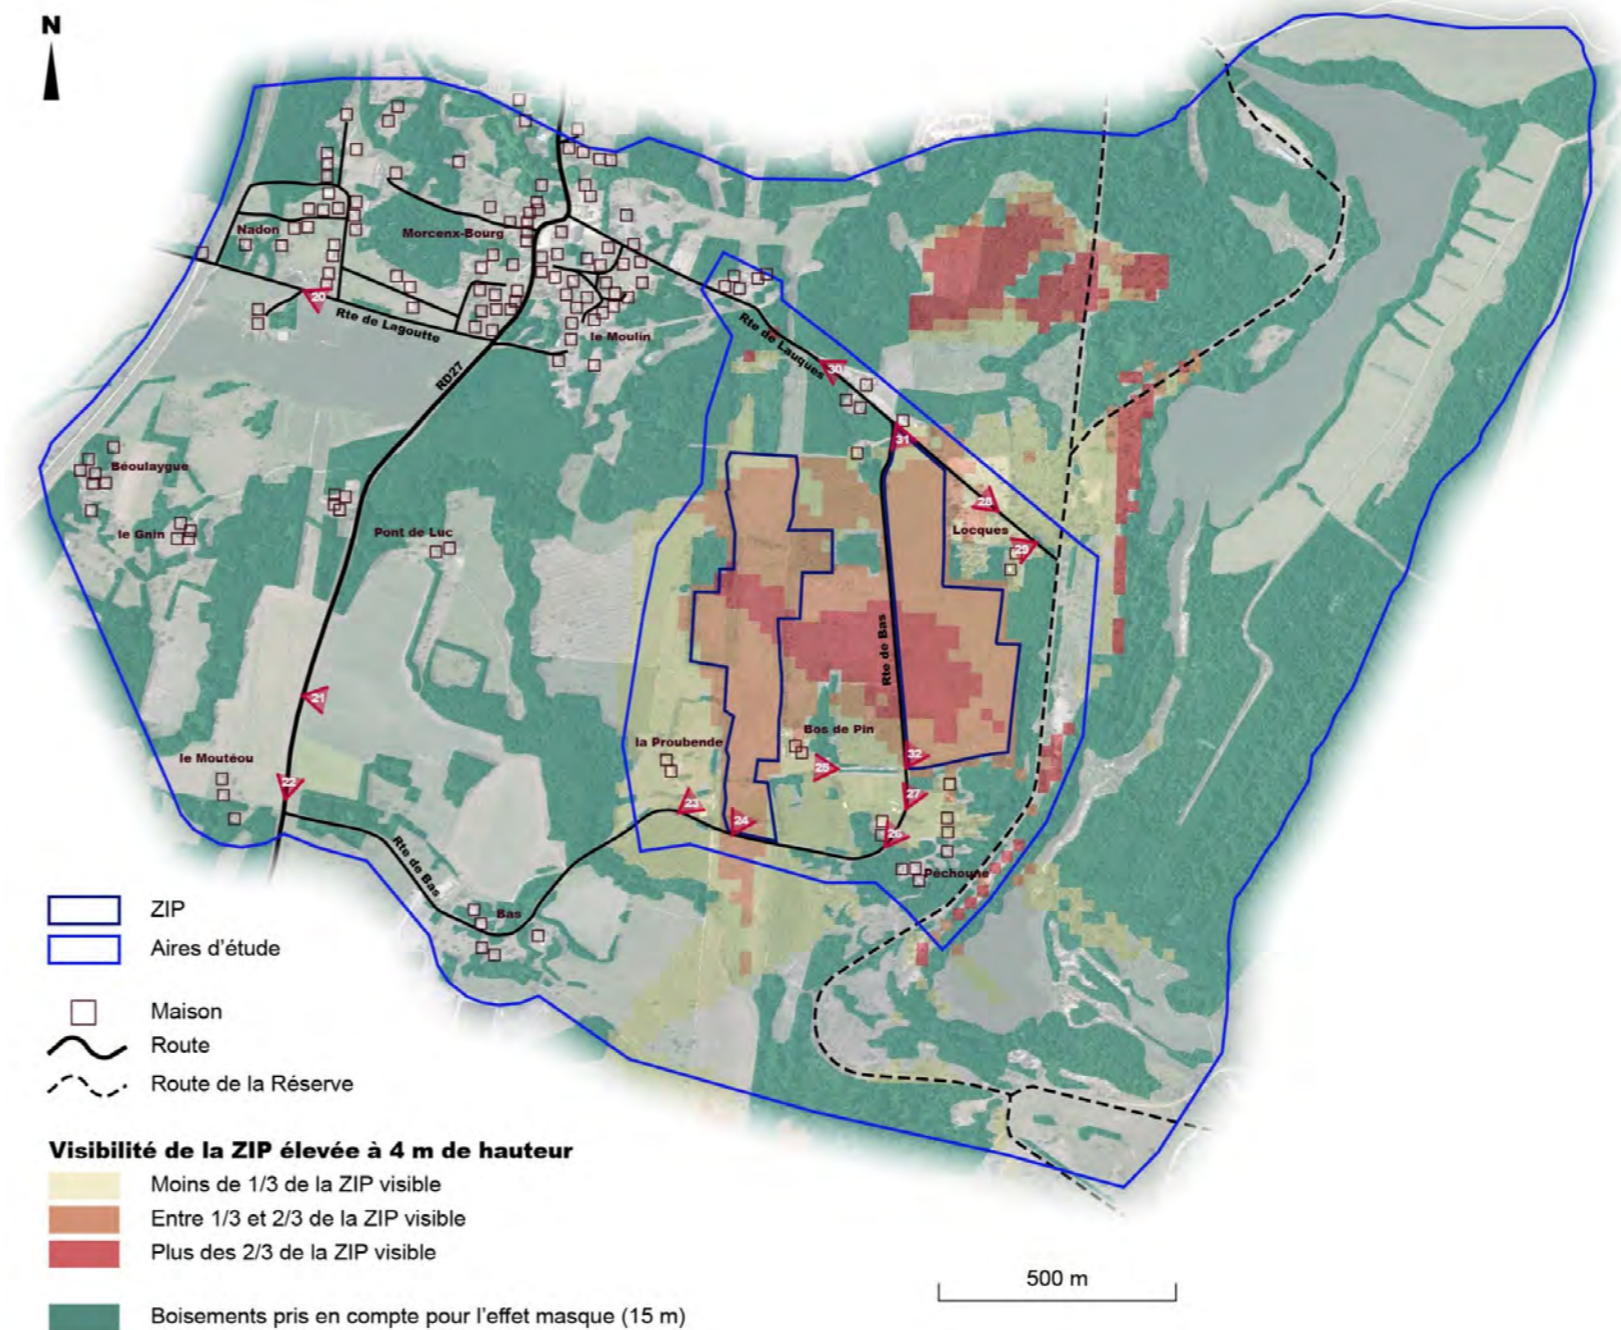 N
Nadon
Morcenx-Bourg
20
Rte de Lagoutte
le Moulin
RD27
Rte de Lauques
30
31
Béoulaygue
le Gnin
Pont de Luc
28
Locques
29
Rte de Bas
21
le Moutéou
22
la Proubende
Bos de Pin
25
32
23
24
27
26
Rte de Bas
Péchoune
Bas
ZIP
Aires d'étude
Maison
Route
Route de la Réserve
Visibilité de la ZIP élevée à 4 m de hauteur
Moins de 1/3 de la ZIP visible
Entre 1/3 et 2/3 de la ZIP visible
Plus des 2/3 de la ZIP visible
500 m
Boisements pris en compte pour l'effet masque (15 m)